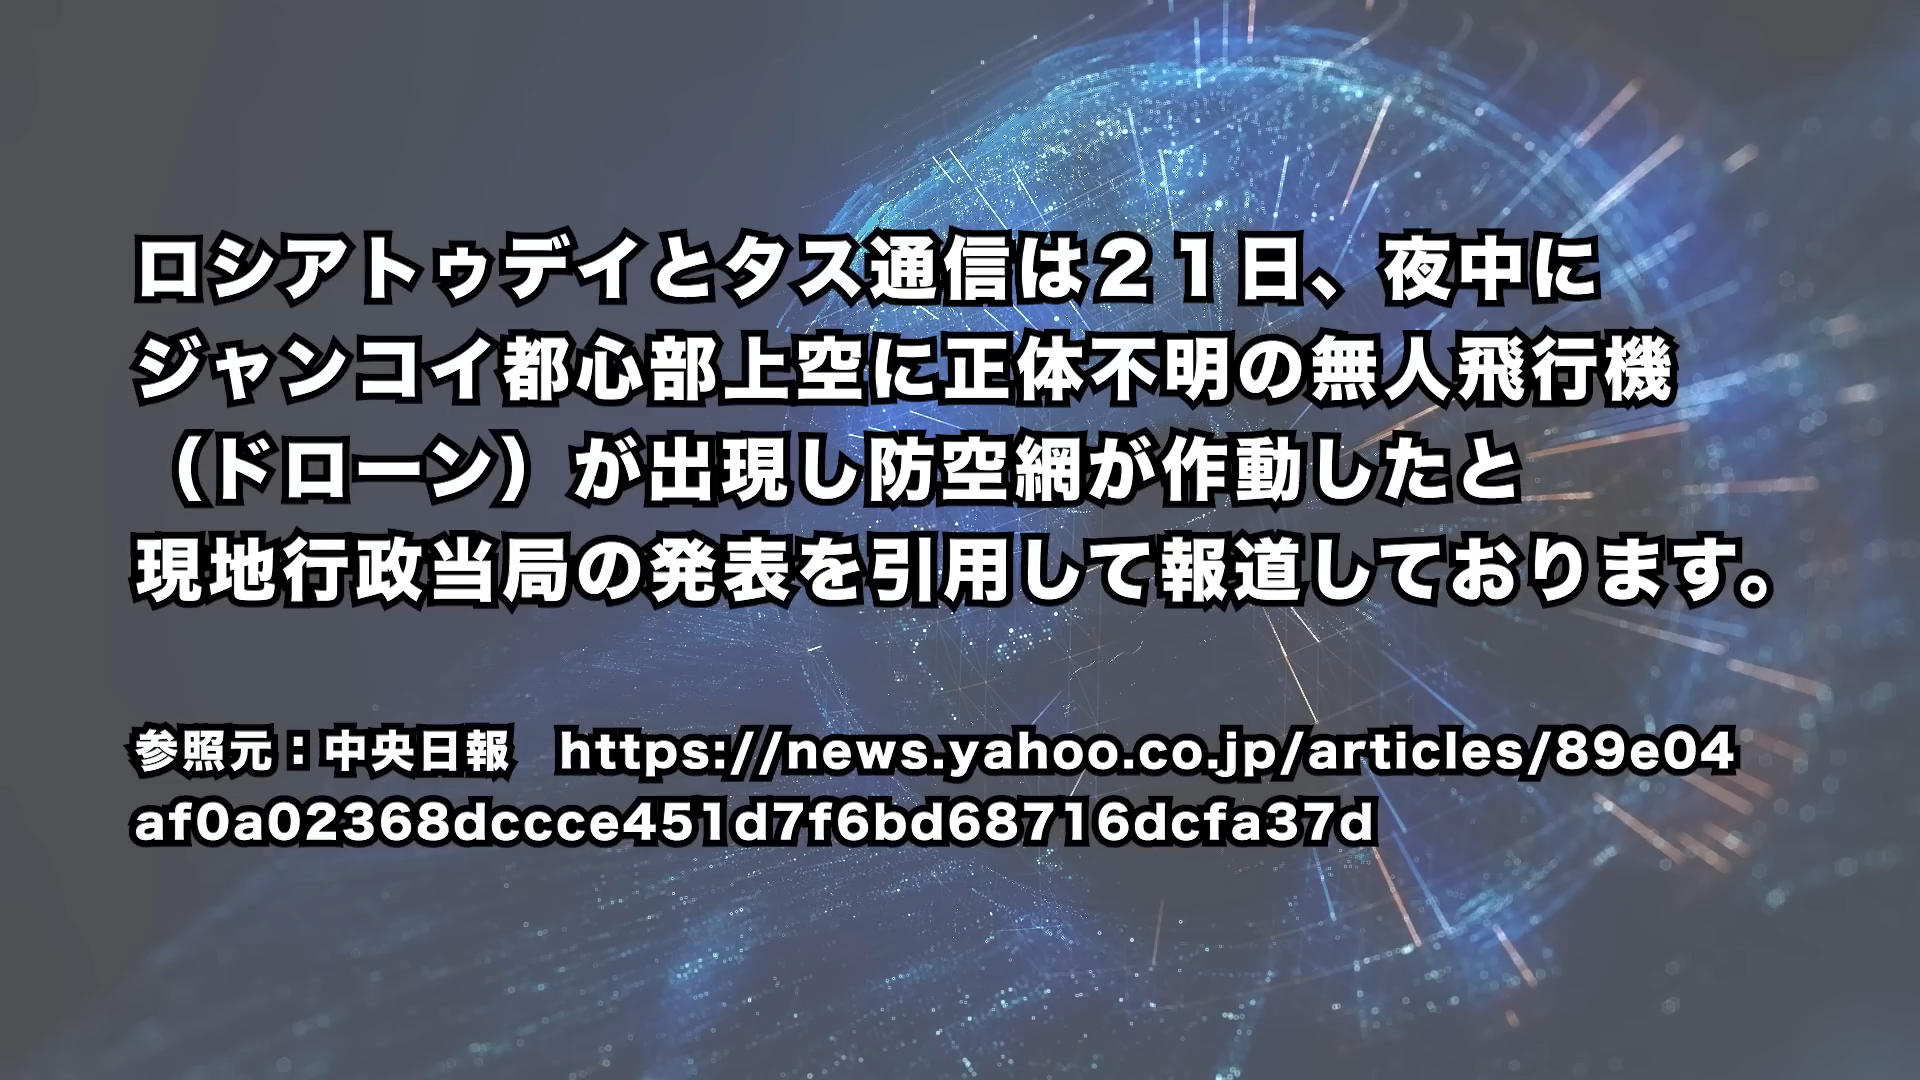 ロシアトゥデイとタス通信は２１日、夜中に
ジャンコイ都心部上空に正体不明の無人飛行機
（ドローン）が出現し防空網が作動したと
現地行政当局の発表を引用して報道しております。
参照元：中央日報　https://news.yahoo.co.jp/articles/89e04
af0a02368dccce451d7f6bd68716dcfa37d